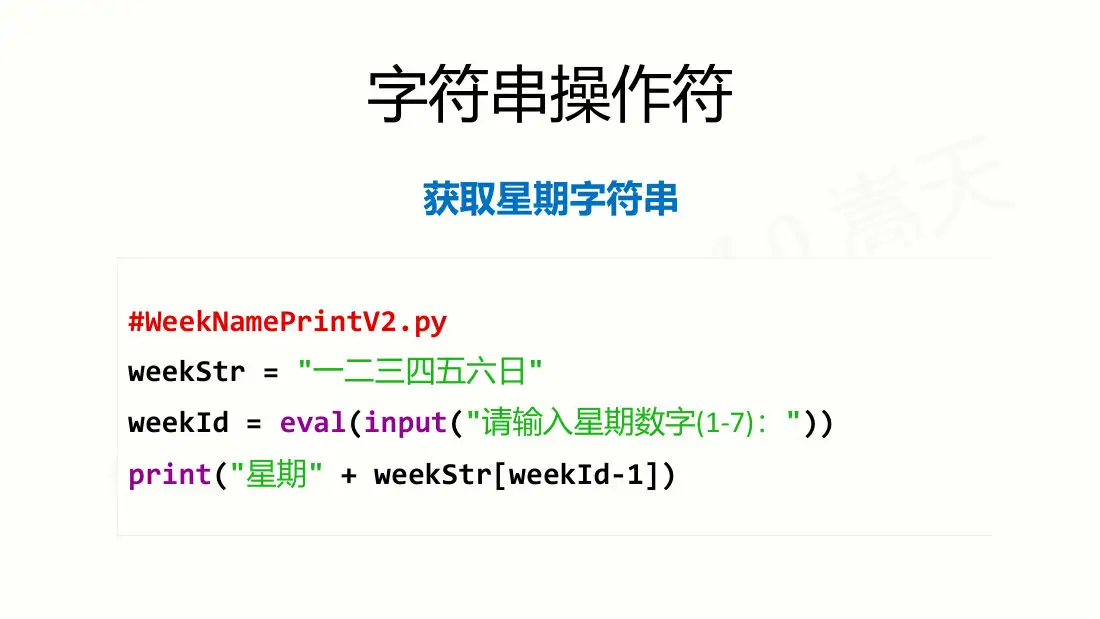 字符串操作符
获取星期字符串
嵩天
#WeekNamePrintV2.py
weekStr = "一二三四五六日"
weekId = eval(input("请输入星期数字(1-7)："))
print("星期" + weekStr[weekId-1])